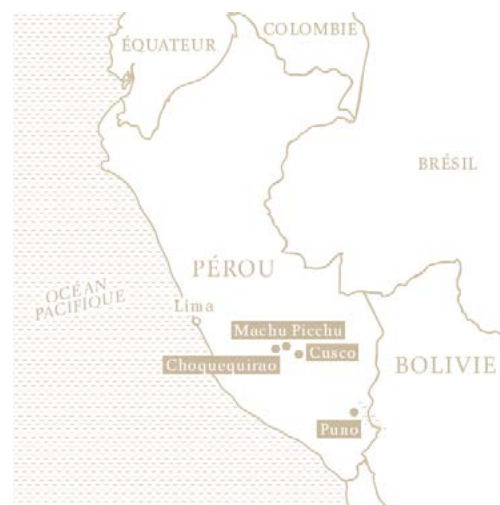 COLOMBIE
ÉQUATEUR
BRÉSIL
PÉROU
OCÉAN
PACIFIQUE
Lima
Machu Picchu
Cusco
Choquequirao
BOLIVIE
Puno